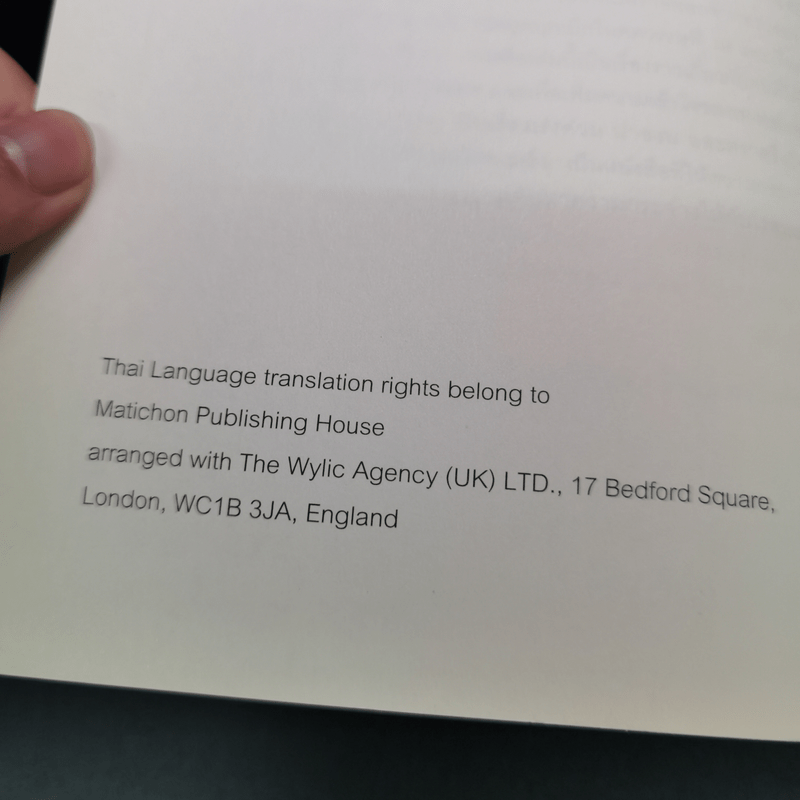 Thai Language translation rights belong to
Matichon Publishing House
arranged with The Wylic Agency (UK) LTD., 17 Bedford Square,
London, WC1B 3JA, England